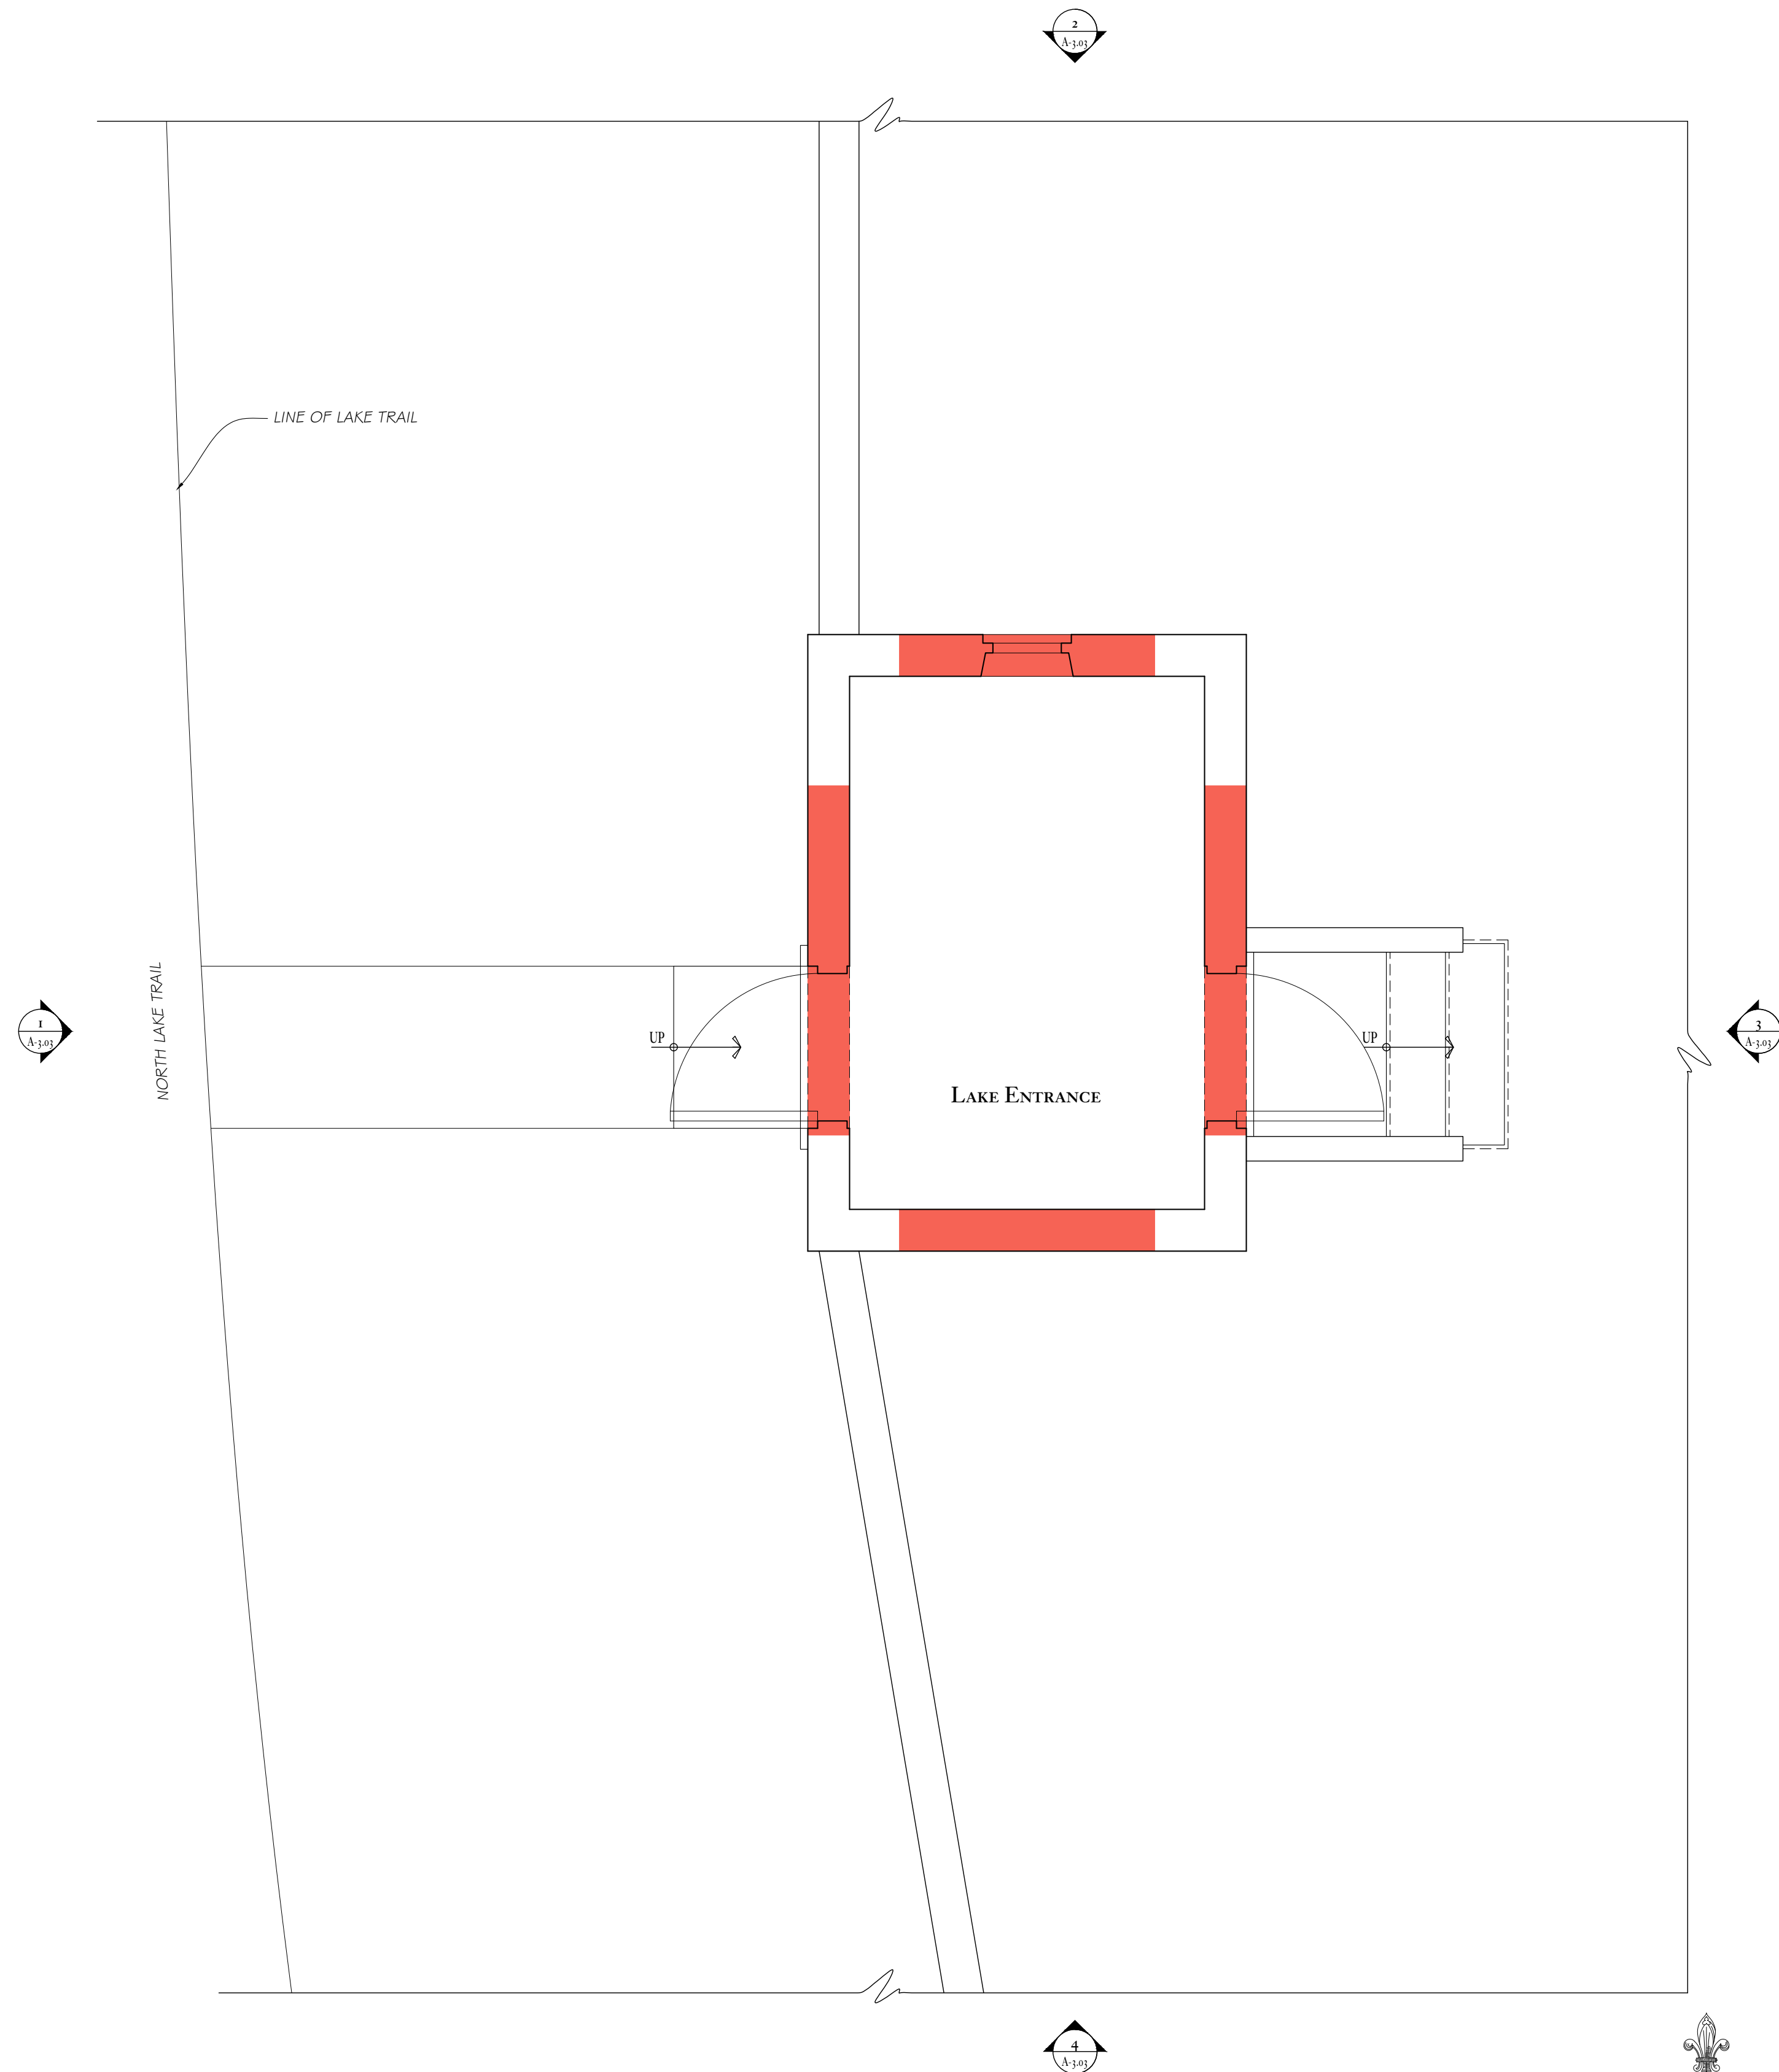 2
A-3.03
LINE OF LAKE TRAIL
NORTH LAKE TRAIL
1
A-3.03
UP
UP
3
A-3.03
LAKE ENTRANCE
4
A-3.03